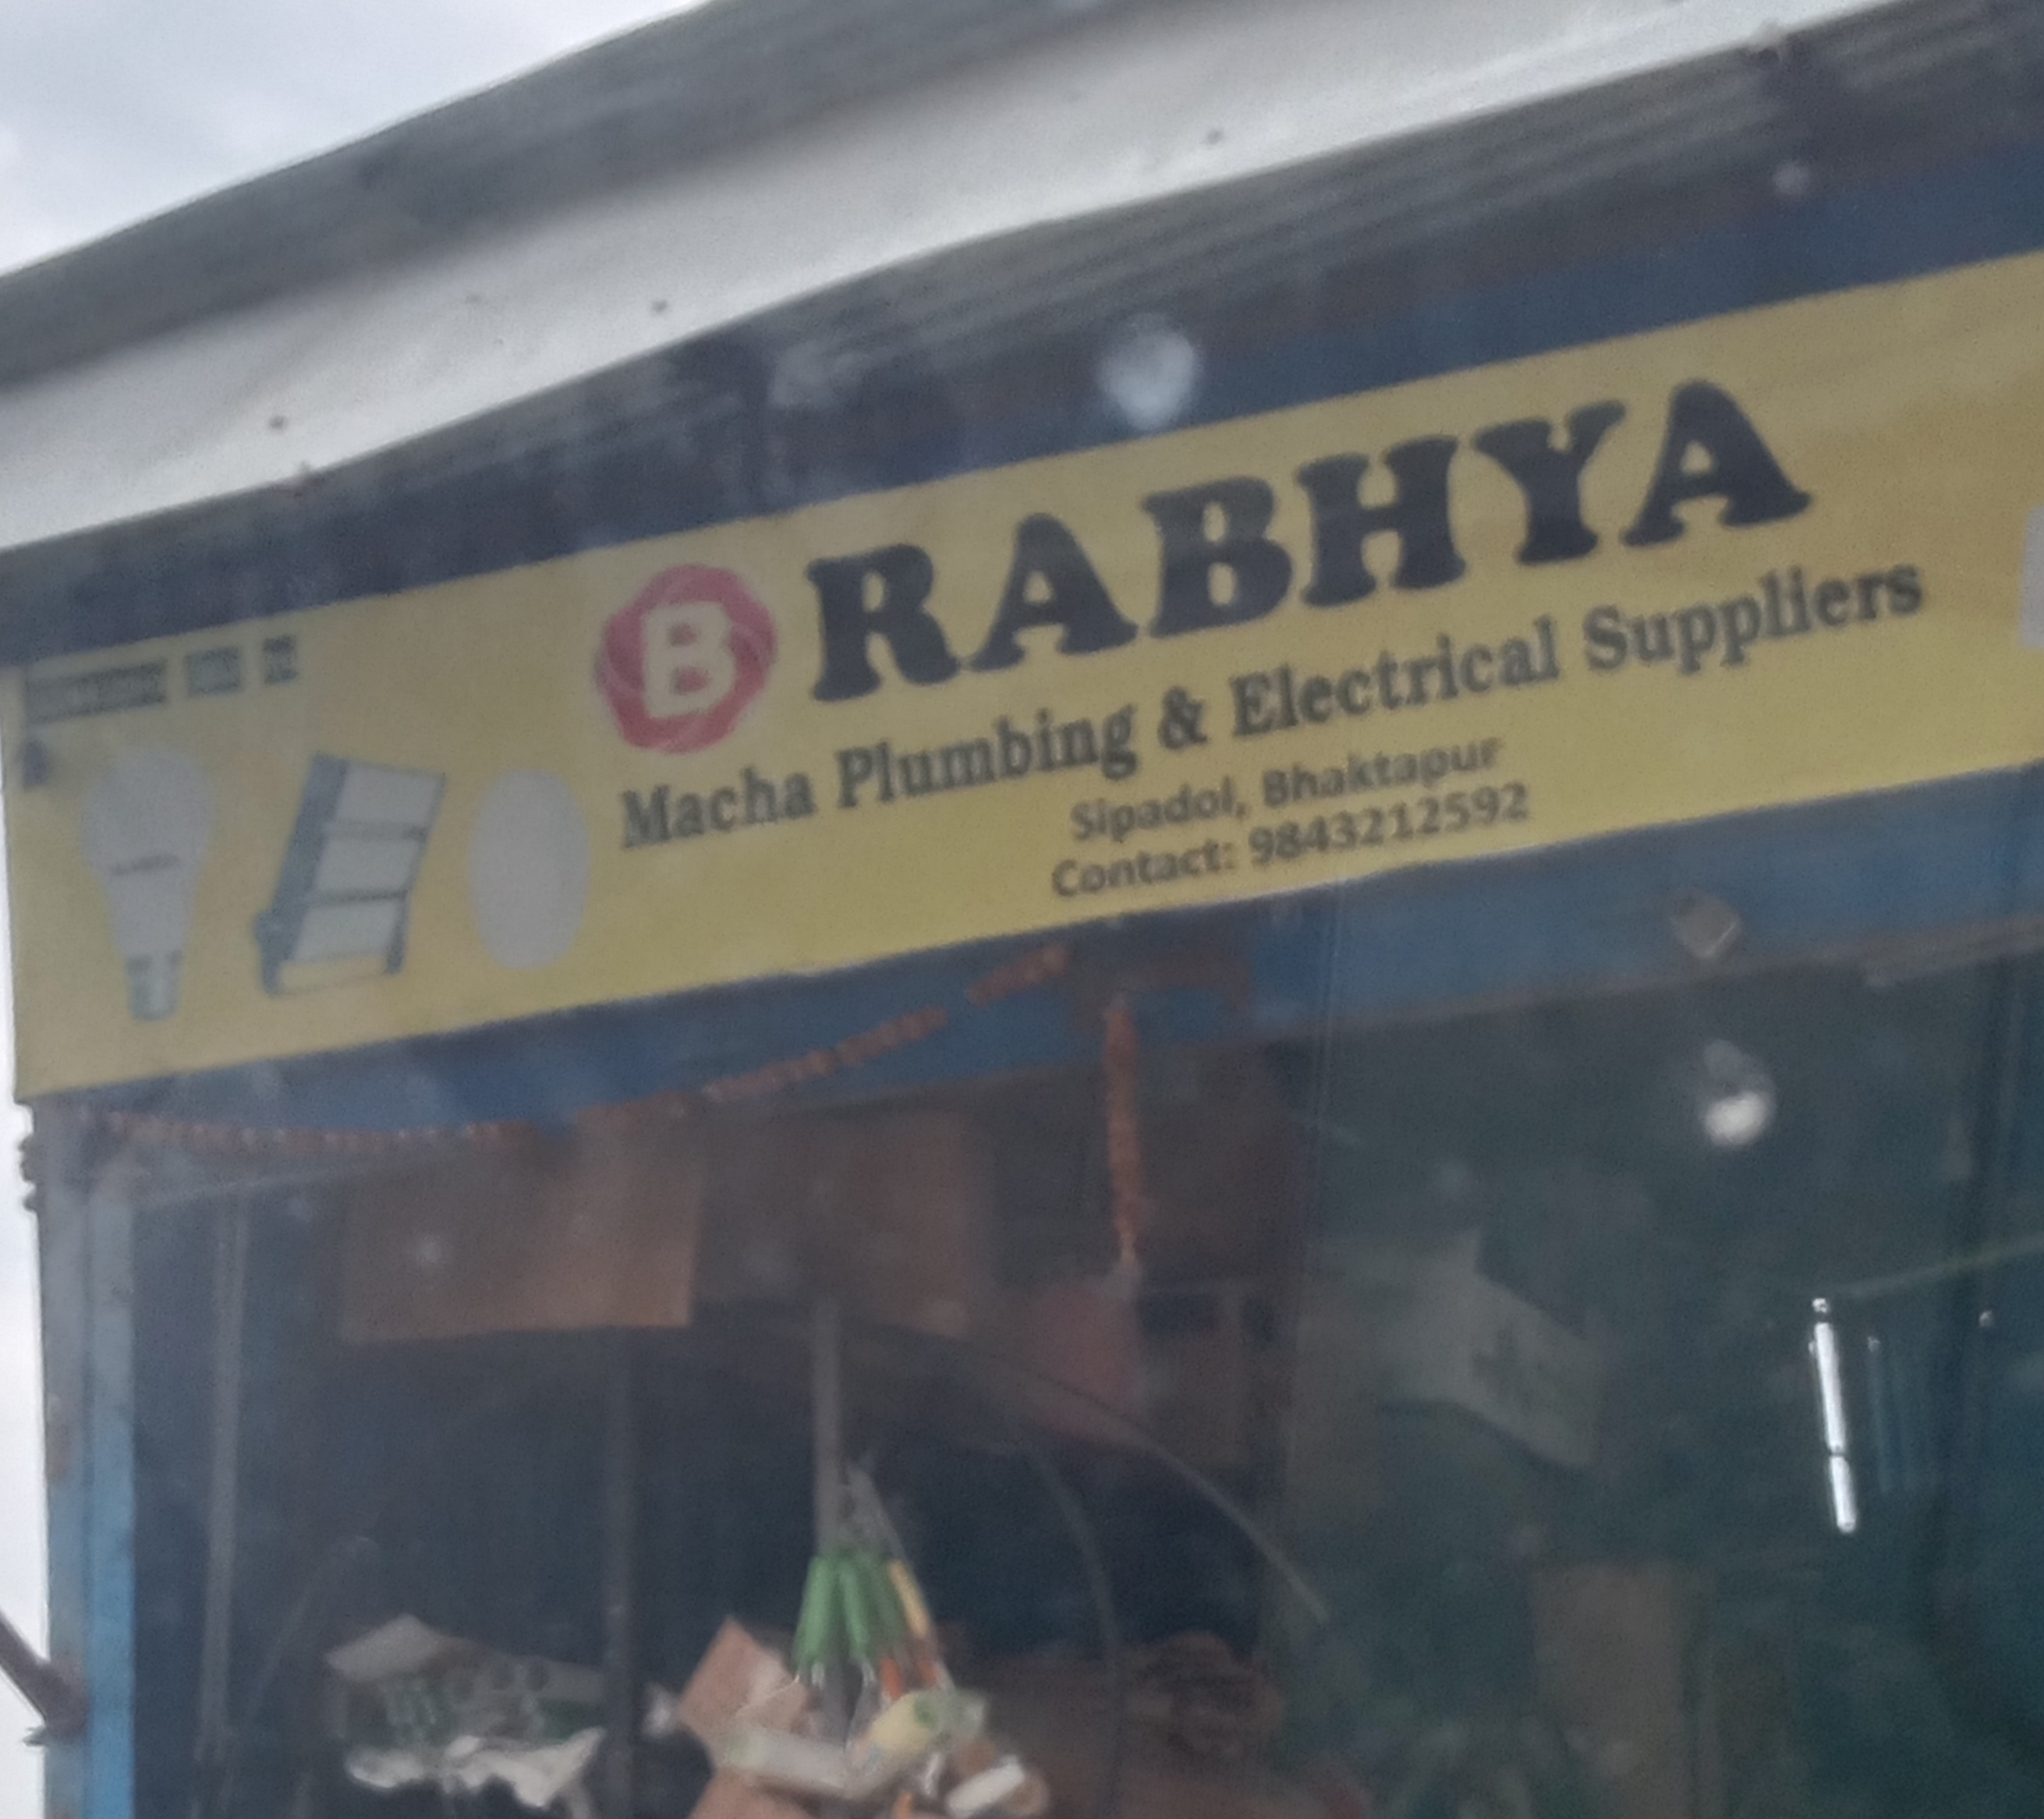 B RABHYA
Macha Plumbing & Electrical Suppliers
Sipadol, Bhaktapur
Contact: 9843212592